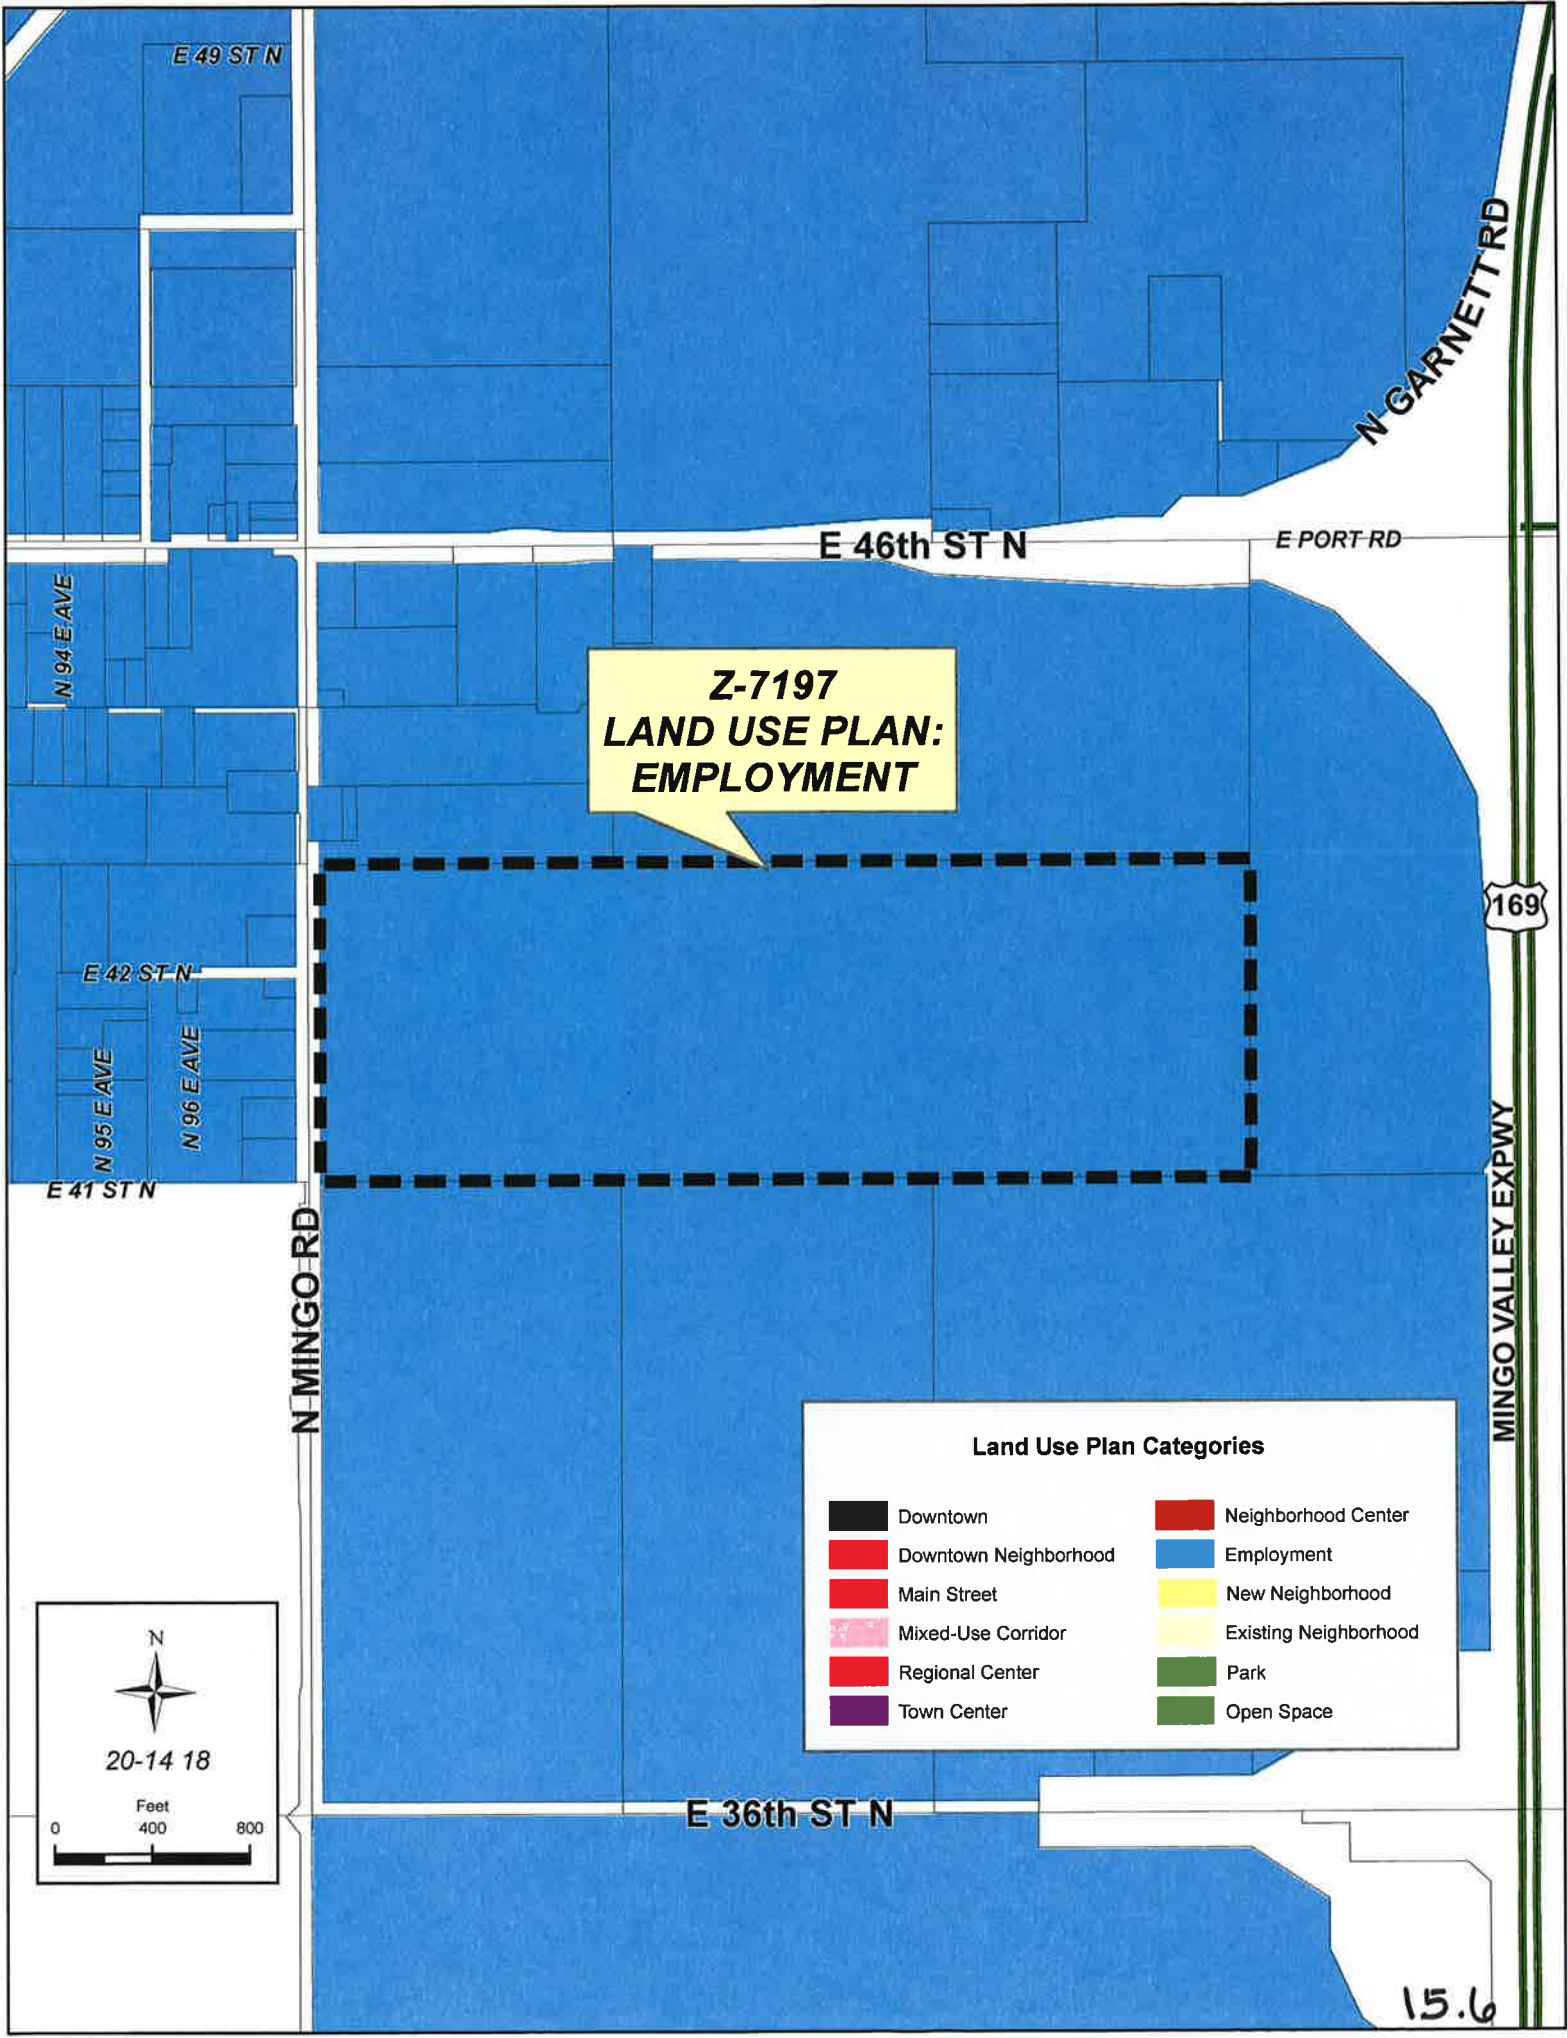 E 49 ST N
N GARNETT RD
E 46th ST N
E PORT RD
N 94 E AVE
Z-7197
LAND USE PLAN:
EMPLOYMENT
169
E 42 ST N
N 95 E AVE
N 96 E AVE
E 41 ST N
N MINGO RD
MINGO VALLEY EXPWY
Land Use Plan Categories
Downtown
Downtown Neighborhood
Main Street
Mixed-Use Corridor
Regional Center
Town Center
Neighborhood Center
Employment
New Neighborhood
Existing Neighborhood
Park
Open Space
N
20-14 18
Feet
0 400 800
E 36th ST N
15.6